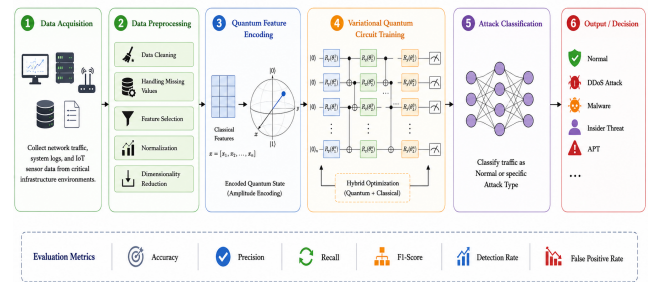 1 Data Acquisition
Collect network traffic,
system logs, and IoT
sensor data from critical
infrastructure environments.
2 Data Preprocessing
Data Cleaning
Handling Missing
Values
Feature Selection
Normalization
Dimensionality
Reduction
3 Quantum Feature
Encoding
Classical
Features
x = [x₁, x₂, ..., xₙ]
|0⟩
y
x
|1⟩
Encoded Quantum State
(Amplitude Encoding)
4 Variational Quantum
Circuit Training
|0⟩
|0⟩
|0⟩
|0⟩
Hybrid Optimization
(Quantum + Classical)
5 Attack Classification
Classify traffic as
Normal or specific
Attack Type
6 Output / Decision
Normal
DDoS Attack
Malware
Insider Threat
APT
...
Evaluation Metrics
Accuracy
Precision
Recall
F1-Score
Detection Rate
False Positive Rate